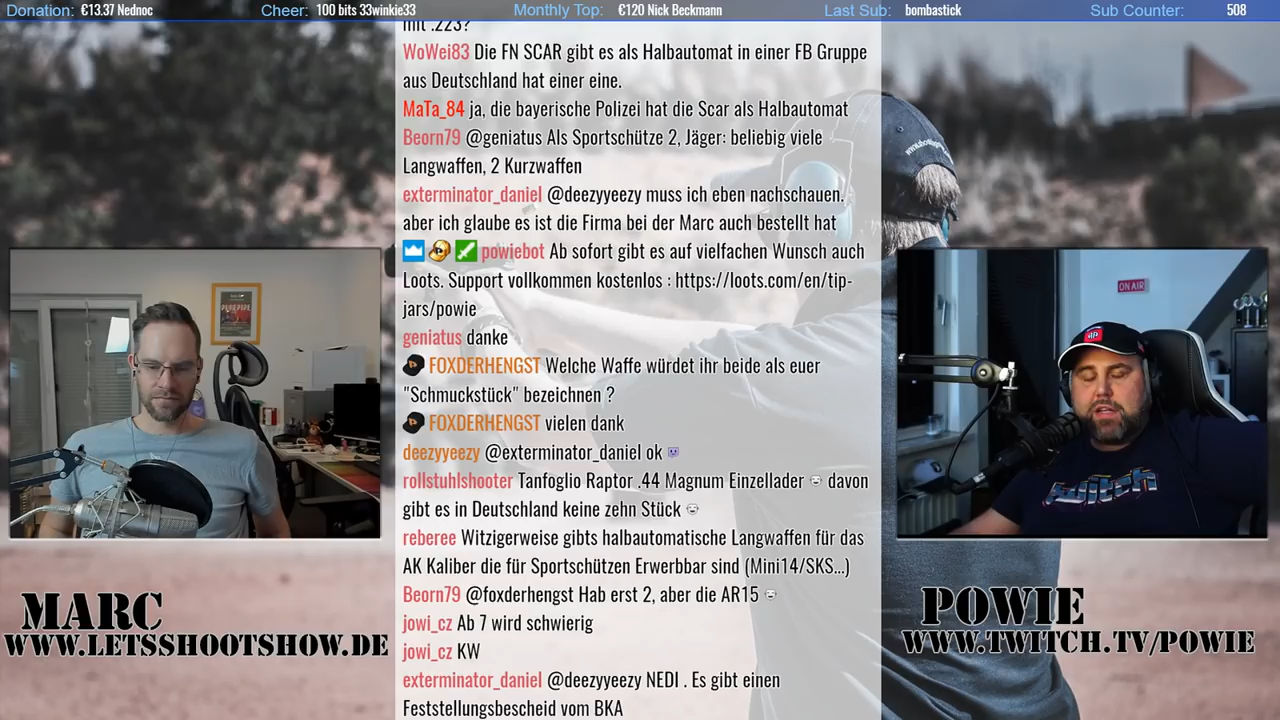 Donation: €13.37 Nednoc Cheer: 100 bits 33winkie33 Monthly Top: €120 Nick Beckmann Last Sub: bombastick Sub Counter: 508
mit .223?
WoWei83 Die FN SCAR gibt es als Halbautomat in einer FB Gruppe
aus Deutschland hat einer eine.
MaTa_84 ja, die bayerische Polizei hat die Scar als Halbautomat
Beorn79 @geniatus Als Sportschütze 2, Jäger: beliebig viele
Langwaffen, 2 Kurzwaffen
exterminator_daniel @deezyyeezy muss ich eben nachschauen.
aber ich glaube es ist die Firma bei der Marc auch bestellt hat
powiebot Ab sofort gibt es auf vielfachen Wunsch auch
Loots. Support vollkommen kostenlos : https://loots.com/en/tip-
jars/powie
geniatus danke
FOXDERHENGST Welche Waffe würdet ihr beide als euer
"Schmuckstück" bezeichnen ?
FOXDERHENGST vielen dank
deezyyeezy @exterminator_daniel ok
rollstuhlshooter Tanfoglio Raptor .44 Magnum Einzellader davon
gibt es in Deutschland keine zehn Stück
reberee Witzigerweise gibts halbautomatische Langwaffen für das
AK Kaliber die für Sportschützen Erwerbbar sind (Mini14/SKS...)
Beorn79 @foxderhengst Hab erst 2, aber die AR15
jowi_cz Ab 7 wird schwierig
jowi_cz KW
exterminator_daniel @deezyyeezy NEDI . Es gibt einen
Feststellungsbescheid vom BKA
MARC
WWW.LETSSHOOTSHOW.DE
ON AIR
twitch
POWIE
WWW.TWITCH.TV/POWIE